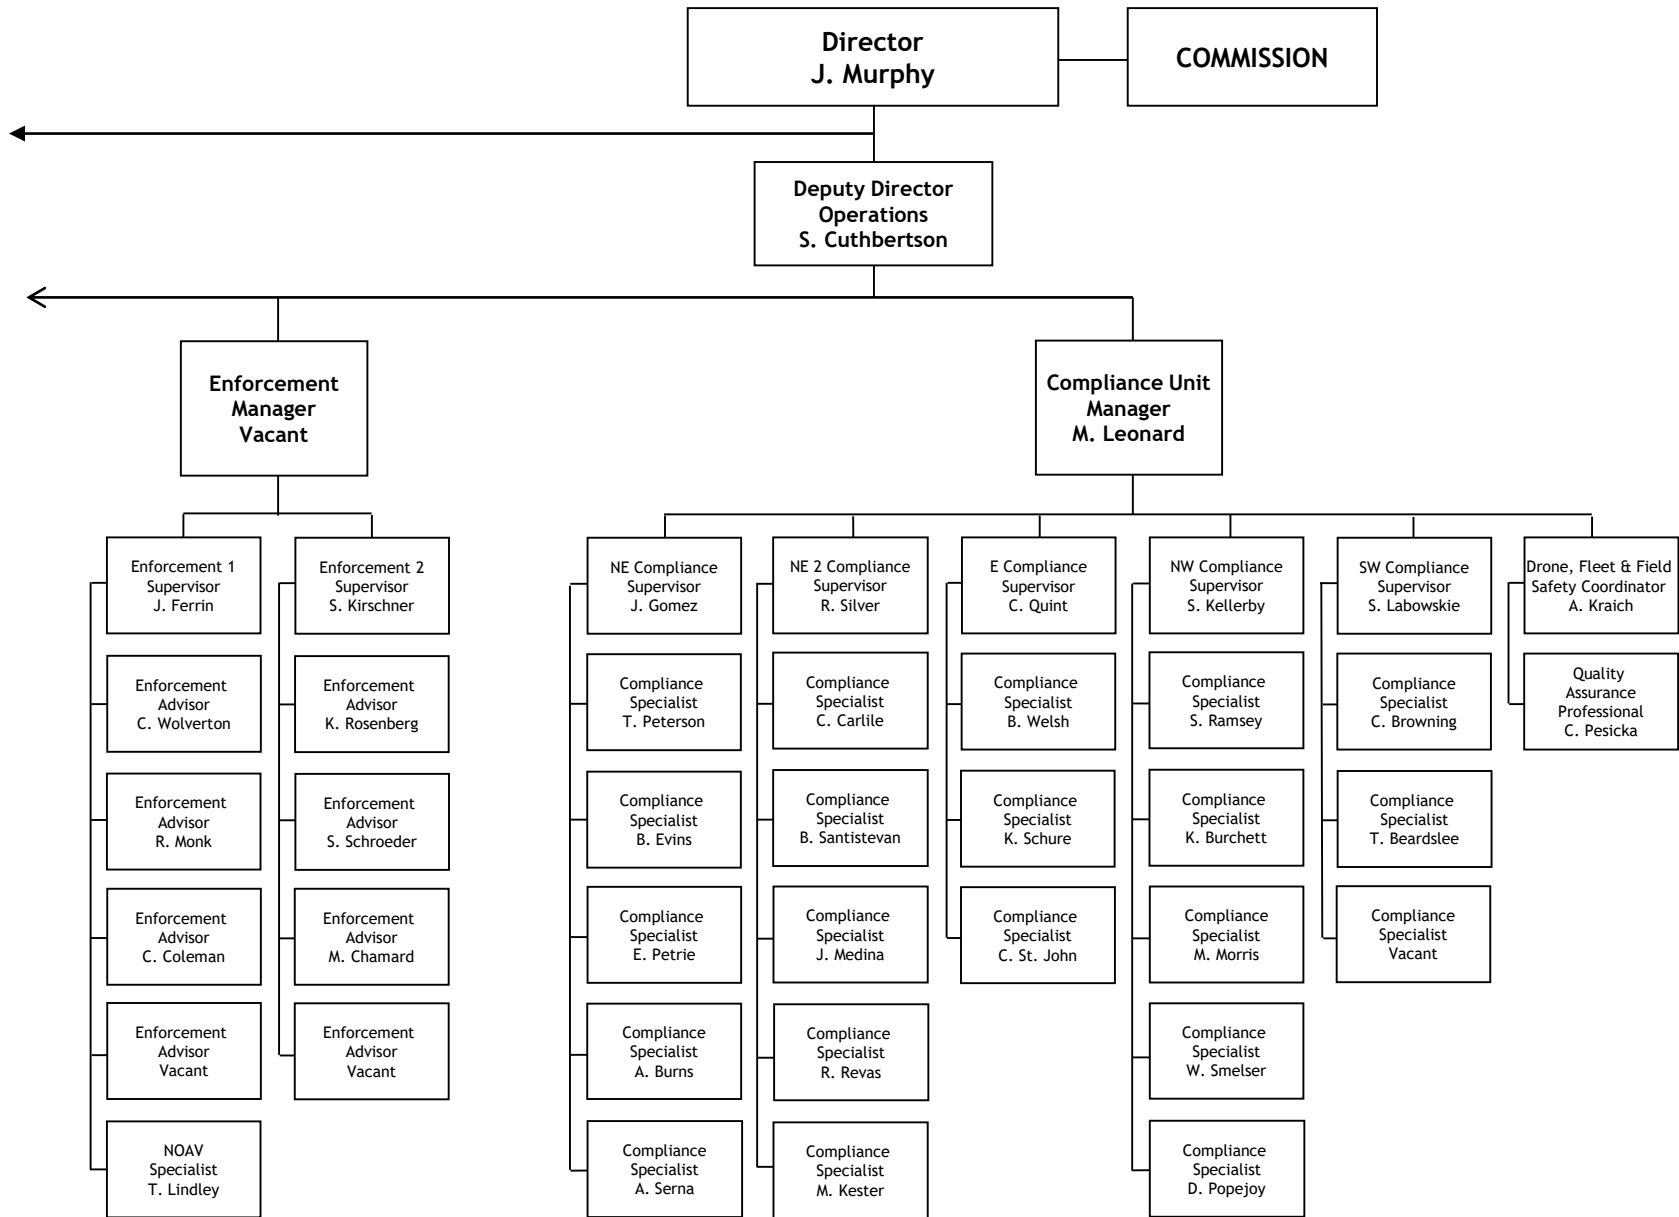 Director
J. Murphy
COMMISSION
Deputy Director
Operations
S. Cuthbertson
Enforcement
Manager
Vacant
Compliance Unit
Manager
M. Leonard
Enforcement 1
Supervisor
J. Ferrin
Enforcement
Advisor
C. Wolverton
Enforcement
Advisor
R. Monk
Enforcement
Advisor
C. Coleman
Enforcement
Advisor
Vacant
NOAV
Specialist
T. Lindley
Enforcement 2
Supervisor
S. Kirschner
Enforcement
Advisor
K. Rosenberg
Enforcement
Advisor
S. Schroeder
Enforcement
Advisor
M. Chamard
Enforcement
Advisor
Vacant
NE Compliance
Supervisor
J. Gomez
Compliance
Specialist
T. Peterson
Compliance
Specialist
B. Evins
Compliance
Specialist
E. Petrie
Compliance
Specialist
A. Burns
Compliance
Specialist
A. Serna
NE 2 Compliance
Supervisor
R. Silver
Compliance
Specialist
C. Carlile
Compliance
Specialist
B. Santistevan
Compliance
Specialist
J. Medina
Compliance
Specialist
R. Revas
Compliance
Specialist
M. Kester
E Compliance
Supervisor
C. Quint
Compliance
Specialist
B. Welsh
Compliance
Specialist
K. Schure
Compliance
Specialist
C. St. John
NW Compliance
Supervisor
S. Kellerby
Compliance
Specialist
S. Ramsey
Compliance
Specialist
K. Burchett
Compliance
Specialist
M. Morris
Compliance
Specialist
W. Smelser
Compliance
Specialist
D. Popejoy
SW Compliance
Supervisor
S. Labowskie
Compliance
Specialist
C. Browning
Compliance
Specialist
T. Beardslee
Compliance
Specialist
Vacant
Drone, Fleet & Field
Safety Coordinator
A. Kraich
Quality
Assurance
Professional
C. Pesicka